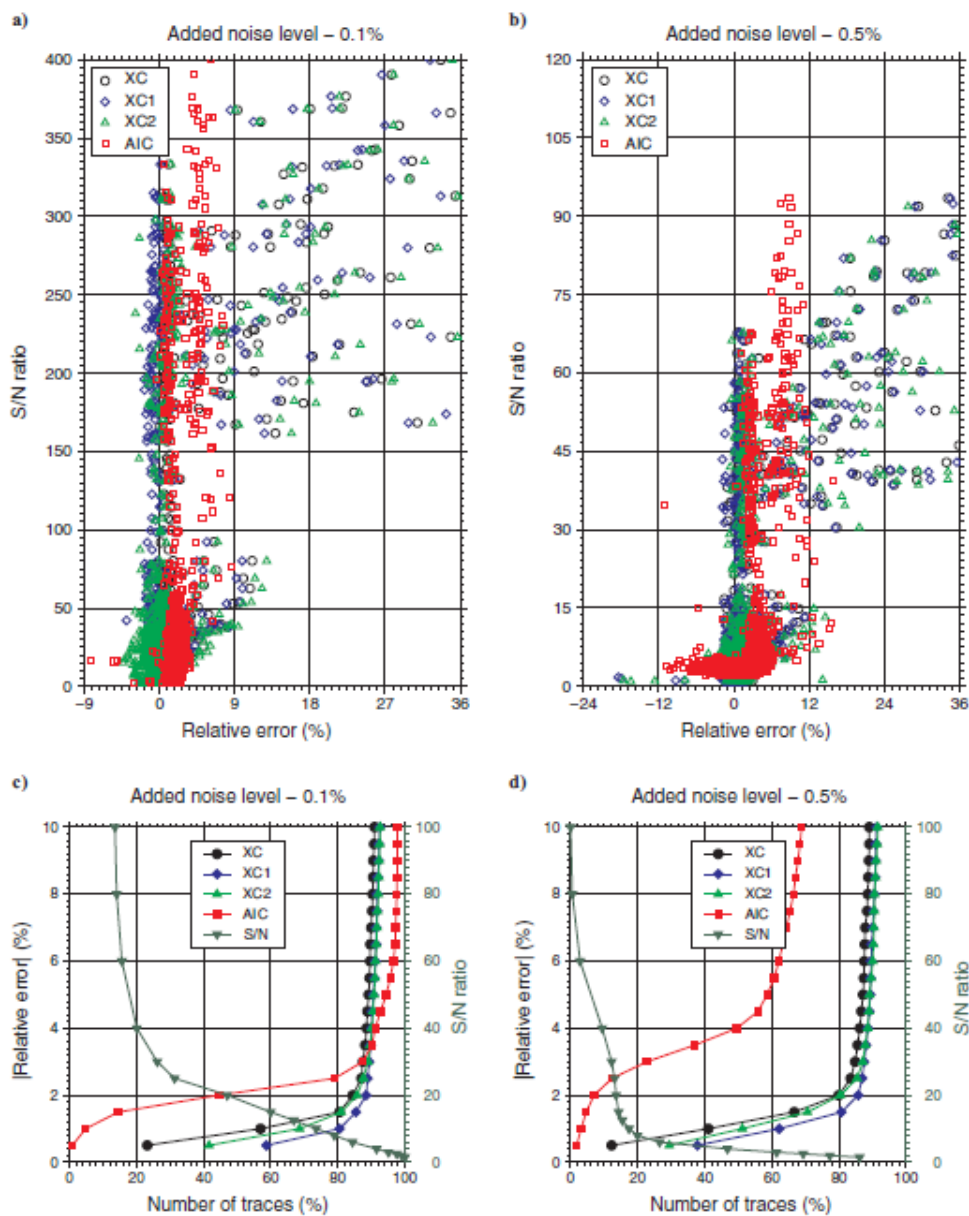 a)
Added noise level – 0.1%
400
350
300
250
200
150
100
50
0
S/N ratio
XC
XC1
XC2
AIC
−9 0 9 18 27 36
Relative error (%)
b)
Added noise level – 0.5%
120
105
90
75
60
45
30
15
0
S/N ratio
XC
XC1
XC2
AIC
−24 −12 0 12 24 36
Relative error (%)
c)
Added noise level – 0.1%
10
8
6
4
2
0
|Relative error| (%)
XC
XC1
XC2
AIC
S/N
100
80
60
40
20
0
S/N ratio
0 20 40 60 80 100
Number of traces (%)
d)
Added noise level – 0.5%
10
8
6
4
2
0
|Relative error| (%)
XC
XC1
XC2
AIC
S/N
100
80
60
40
20
0
S/N ratio
0 20 40 60 80 100
Number of traces (%)